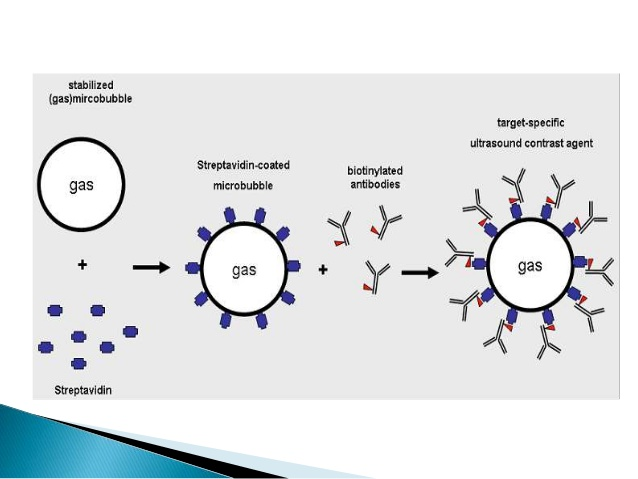 stabilized
(gas)mircobubble
gas
+
Streptavidin
Streptavidin-coated
microbubble
gas
+
biotinylated
antibodies
target-specific
ultrasound contrast agent
gas